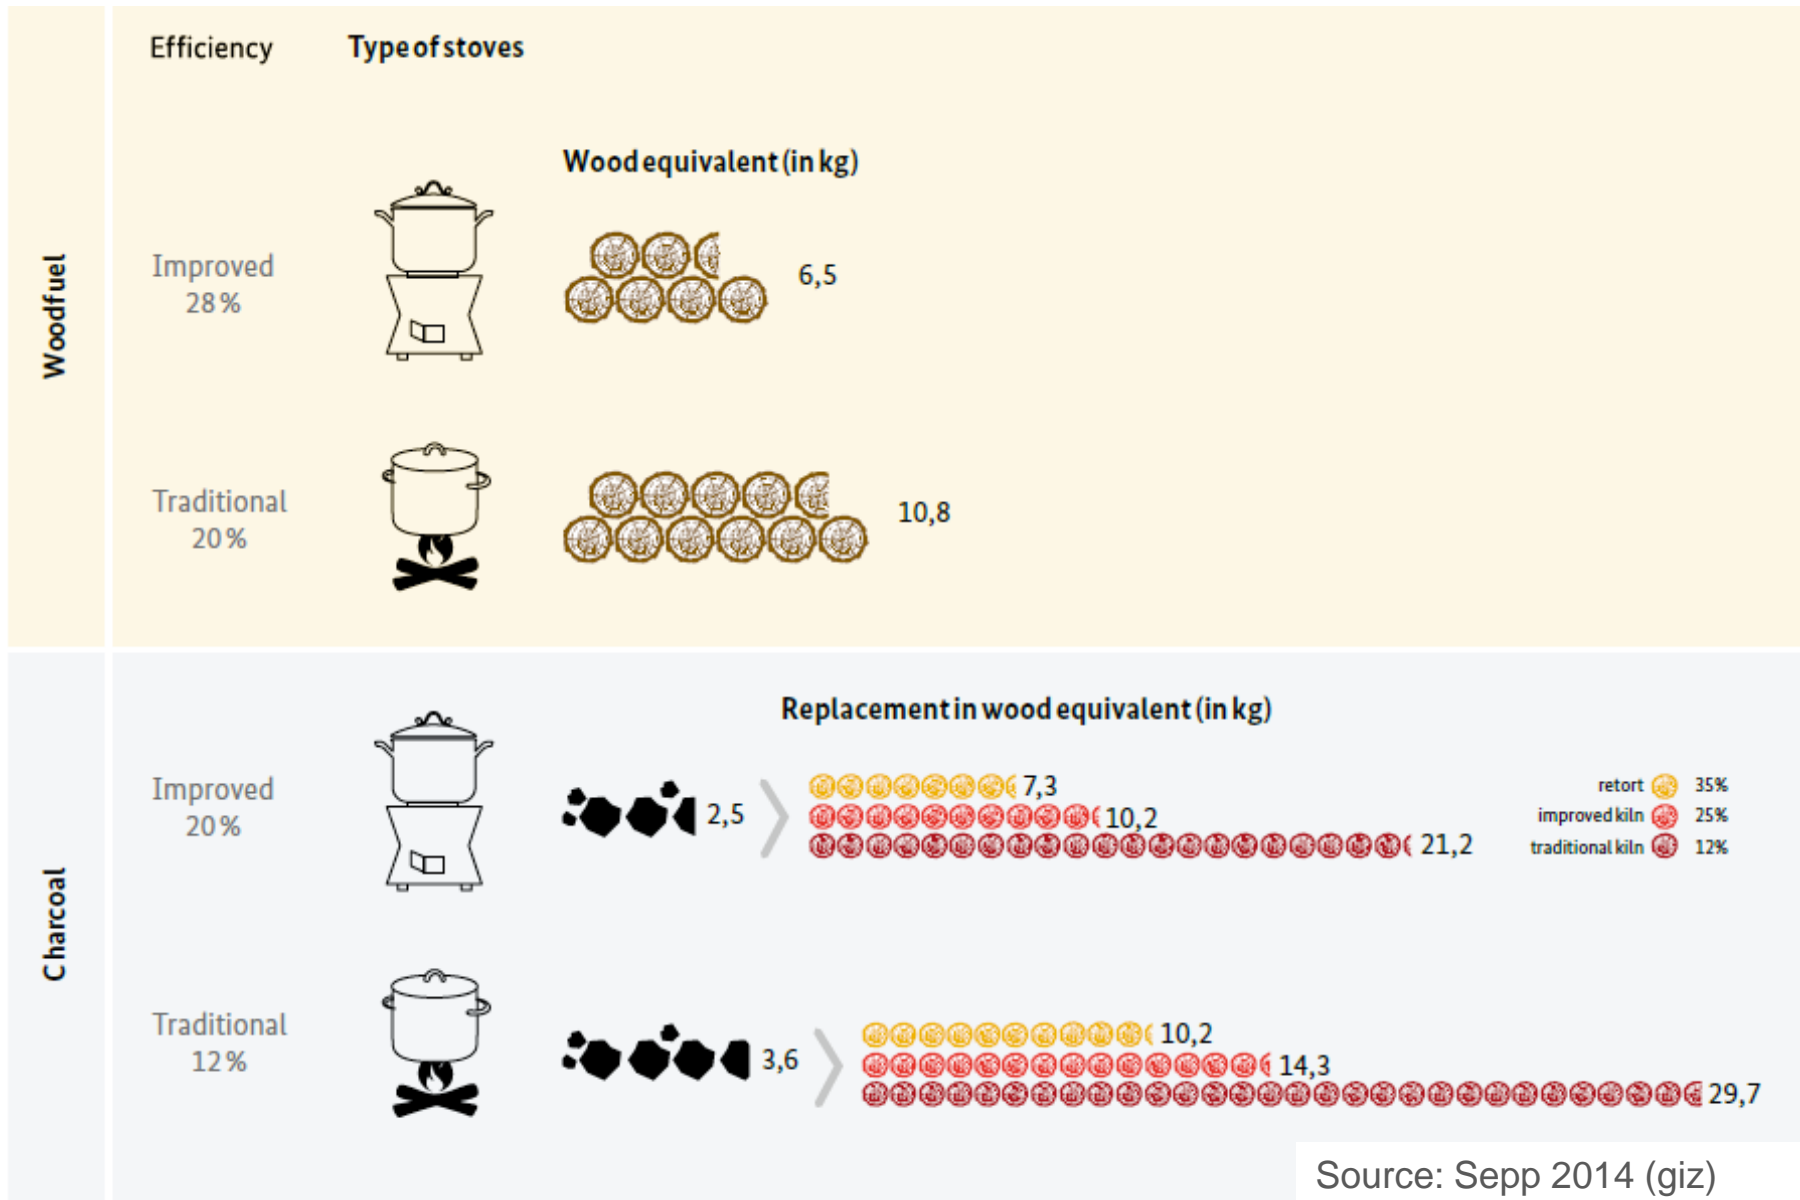 Efficiency
Type of stoves
Woodfuel
Wood equivalent (in kg)
Improved
28 %
6,5
Traditional
20 %
10,8
Charcoal
Replacement in wood equivalent (in kg)
Improved
20 %
2,5
7,3
10,2
21,2
retort 35%
improved kiln 25%
traditional kiln 12%
Traditional
12 %
3,6
10,2
14,3
29,7
Source: Sepp 2014 (giz)